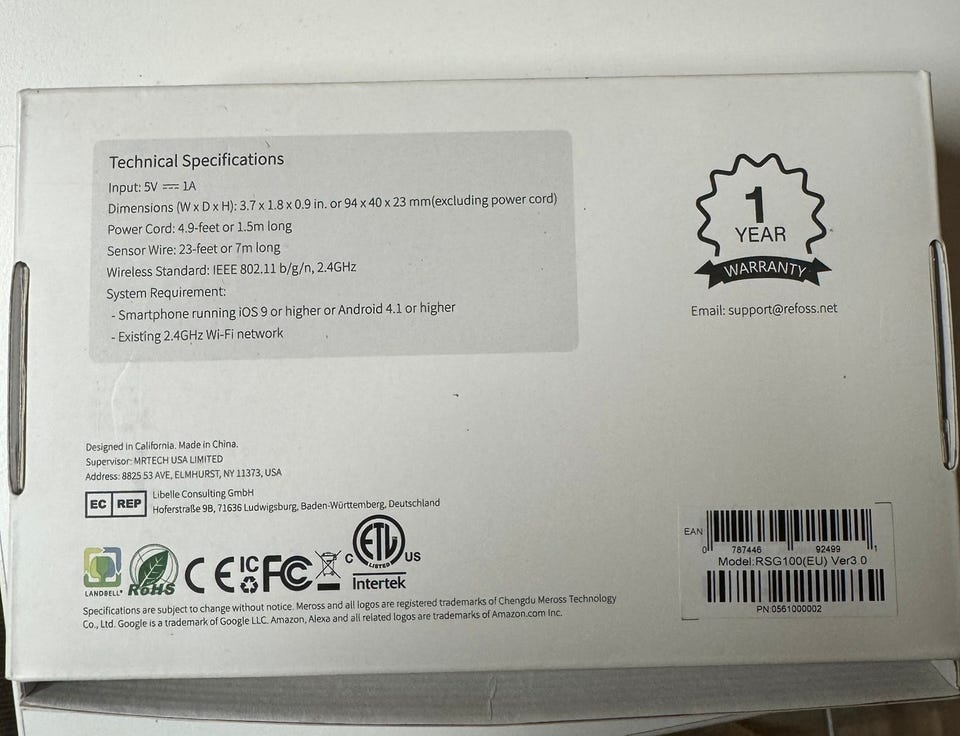 Technical Specifications
Input: 5V ⎓ 1A
Dimensions (W x D x H): 3.7 x 1.8 x 0.9 in. or 94 x 40 x 23 mm(excluding power cord)
Power Cord: 4.9-feet or 1.5m long
Sensor Wire: 23-feet or 7m long
Wireless Standard: IEEE 802.11 b/g/n, 2.4GHz
System Requirement:
- Smartphone running iOS 9 or higher or Android 4.1 or higher
- Existing 2.4GHz Wi-Fi network
1
YEAR
WARRANTY
Email: support@refoss.net
Designed in California. Made in China.
Supervisor: MRTECH USA LIMITED
Address: 8825 53 AVE, ELMHURST, NY 11373, USA
EC REP
Libelle Consulting GmbH
Hoferstraße 9B, 71636 Ludwigsburg, Baden-Württemberg, Deutschland
LANDBELL
RoHS
CE
IC
FC
C ETL US
LISTED
Intertek
Specifications are subject to change without notice. Meross and all logos are registered trademarks of Chengdu Meross Technology
Co., Ltd. Google is a trademark of Google LLC. Amazon, Alexa and all related logos are trademarks of Amazon.com Inc.
EAN
0 787446 92499 1
Model:RSG100(EU) Ver3.0
PN:0561000002